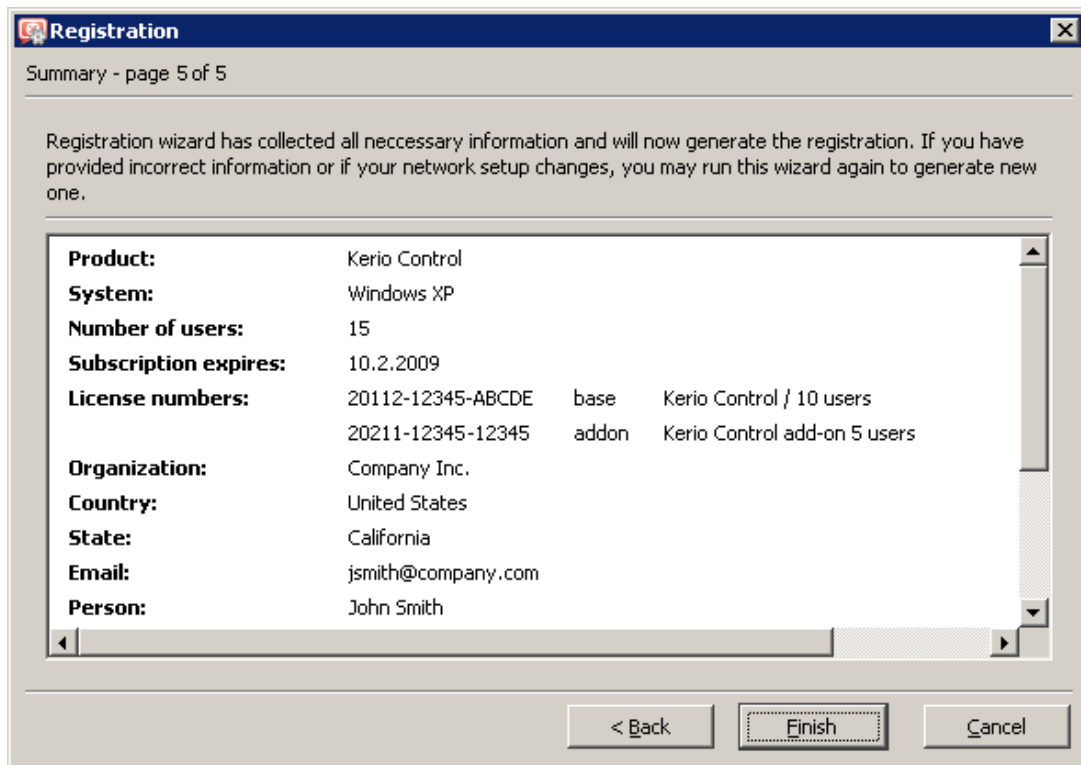 Registration
Summary - page 5 of 5
Registration wizard has collected all neccessary information and will now generate the registration. If you have
provided incorrect information or if your network setup changes, you may run this wizard again to generate new
one.
Product: Kerio Control
System: Windows XP
Number of users: 15
Subscription expires: 10.2.2009
License numbers: 20112-12345-ABCDE base Kerio Control / 10 users
20211-12345-12345 addon Kerio Control add-on 5 users
Organization: Company Inc.
Country: United States
State: California
Email: jsmith@company.com
Person: John Smith
< Back Finish Cancel